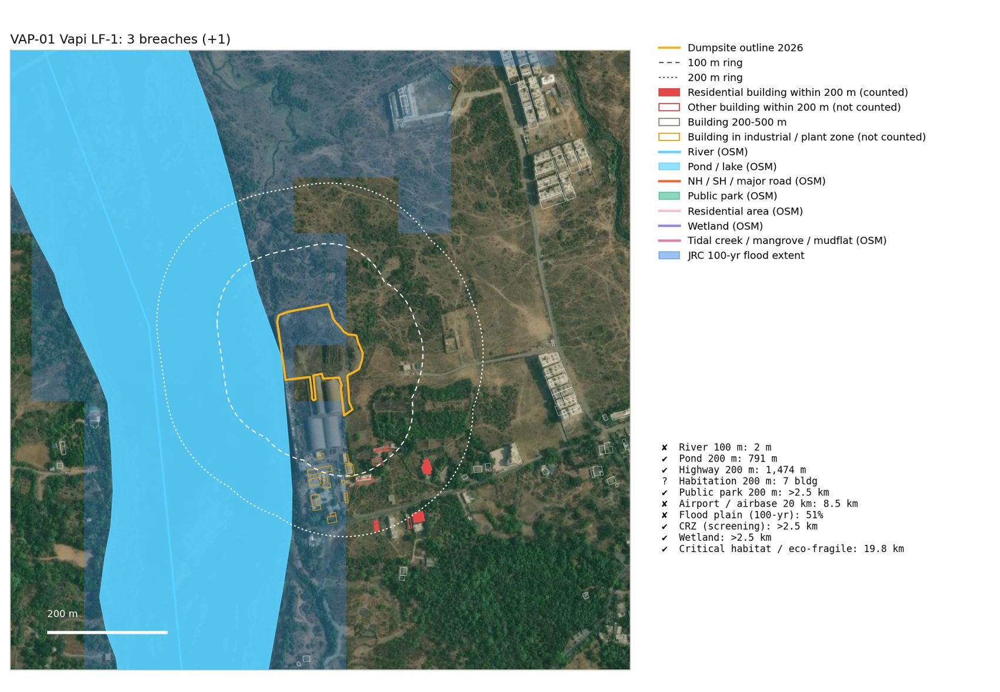 VAP-01 Vapi LF-1: 3 breaches (+1)
Dumpsite outline 2026
100 m ring
200 m ring
Residential building within 200 m (counted)
Other building within 200 m (not counted)
Building 200-500 m
Building in industrial / plant zone (not counted)
River (OSM)
Pond / lake (OSM)
NH / SH / major road (OSM)
Public park (OSM)
Residential area (OSM)
Wetland (OSM)
Tidal creek / mangrove / mudflat (OSM)
JRC 100-yr flood extent
✘ River 100 m: 2 m
✔ Pond 200 m: 791 m
✔ Highway 200 m: 1,474 m
? Habitation 200 m: 7 bldg
✔ Public park 200 m: >2.5 km
✘ Airport / airbase 20 km: 8.5 km
✘ Flood plain (100-yr): 51%
✔ CRZ (screening): >2.5 km
✔ Wetland: >2.5 km
✔ Critical habitat / eco-fragile: 19.8 km
200 m